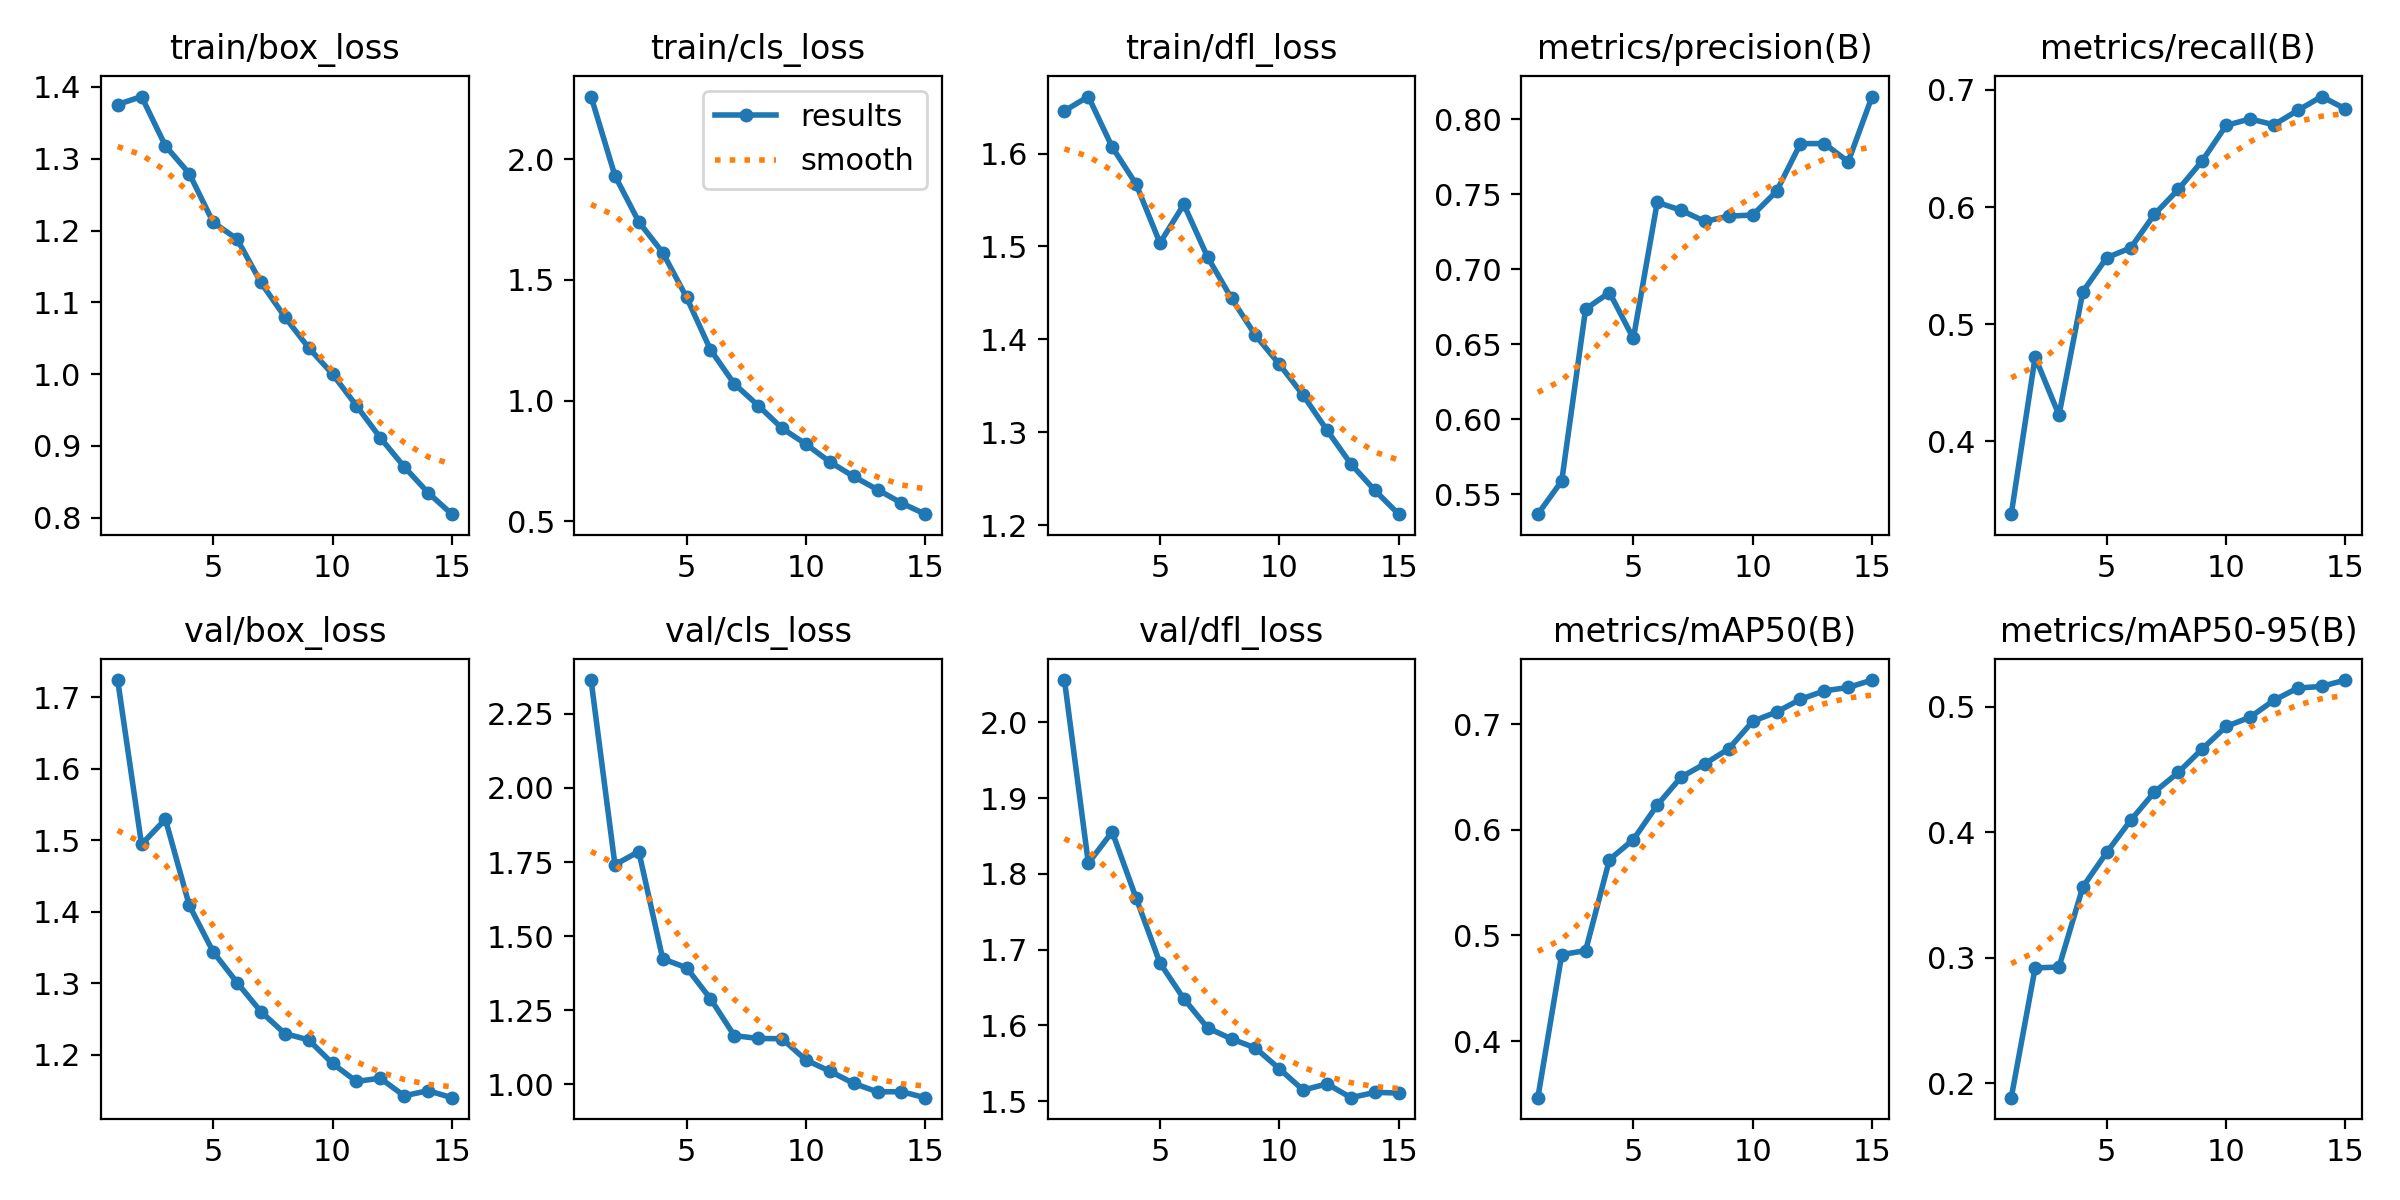 train/box_loss
train/cls_loss
train/dfl_loss
metrics/precision(B)
metrics/recall(B)
1.4
1.3
1.2
1.1
1.0
0.9
0.8
5 10 15
results
smooth
2.0
1.5
1.0
0.5
5 10 15
1.6
1.5
1.4
1.3
1.2
5 10 15
0.80
0.75
0.70
0.65
0.60
0.55
5 10 15
0.7
0.6
0.5
0.4
5 10 15
val/box_loss
val/cls_loss
val/dfl_loss
metrics/mAP50(B)
metrics/mAP50-95(B)
1.7
1.6
1.5
1.4
1.3
1.2
5 10 15
2.25
2.00
1.75
1.50
1.25
1.00
5 10 15
2.0
1.9
1.8
1.7
1.6
1.5
5 10 15
0.7
0.6
0.5
0.4
5 10 15
0.5
0.4
0.3
0.2
5 10 15